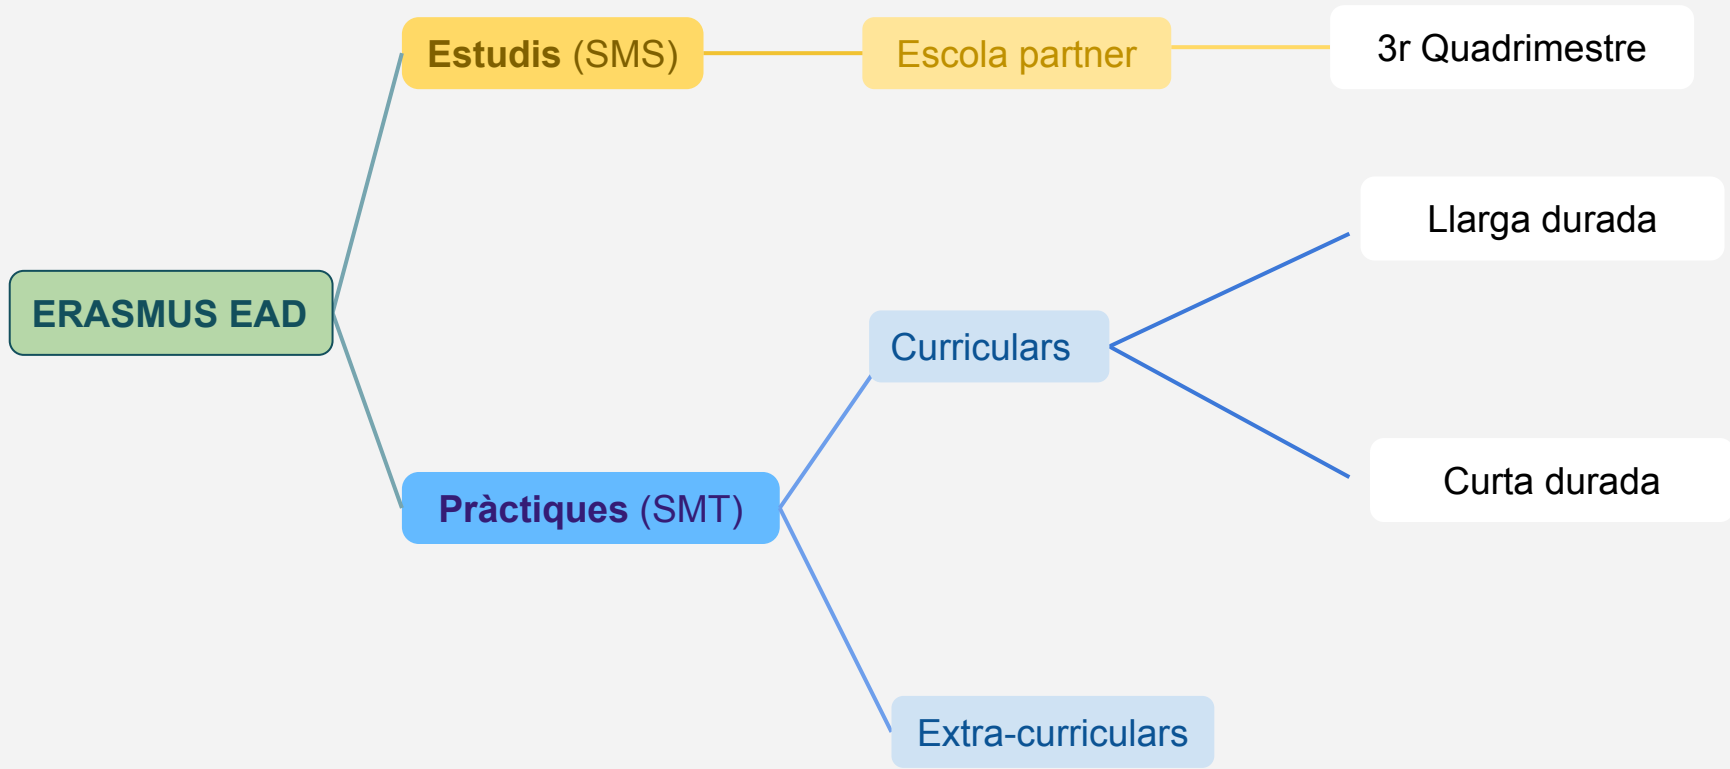 Estudis (SMS)
Escola partner
3r Quadrimestre
Llarga durada
ERASMUS EAD
Curriculars
Curta durada
Pràctiques (SMT)
Extra-curriculars